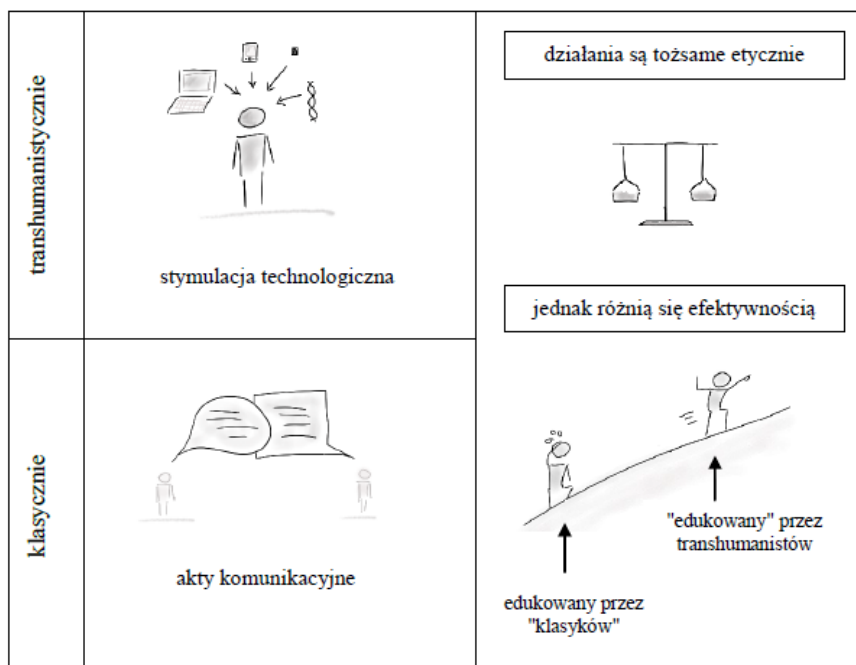 transhumanistycznie
stymulacja technologiczna
klasycznie
akty komunikacyjne
działania są tożsame etycznie
jednak różnią się efektywnością
"edukowany" przez
transhumanistów
edukowany przez
"klasyków"